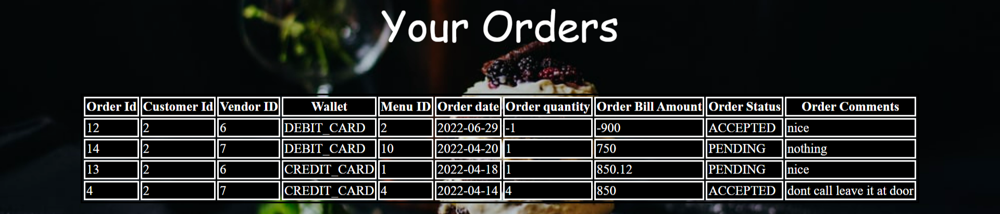 Your Orders
Order Id Customer Id Vendor ID Wallet Menu ID Order date Order quantity Order Bill Amount Order Status Order Comments
12 2 6 DEBIT_CARD 2 2022-06-29 -1 -900 ACCEPTED nice
14 2 7 DEBIT_CARD 10 2022-04-20 1 750 PENDING nothing
13 2 6 CREDIT_CARD 1 2022-04-18 1 850.12 PENDING nice
4 2 7 CREDIT_CARD 4 2022-04-14 4 850 ACCEPTED dont call leave it at door